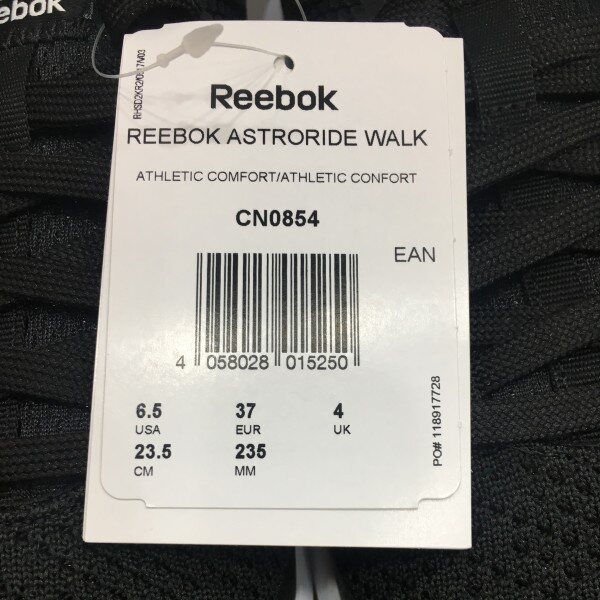 ebok
Reebok
REEBOK ASTRORIDE WALK
ATHLETIC COMFORT/ATHLETIC CONFORT
CN0854
EAN
4 058028 015250
6.5 37 4
USA EUR UK
23.5 235
CM MM
PO# 118917728